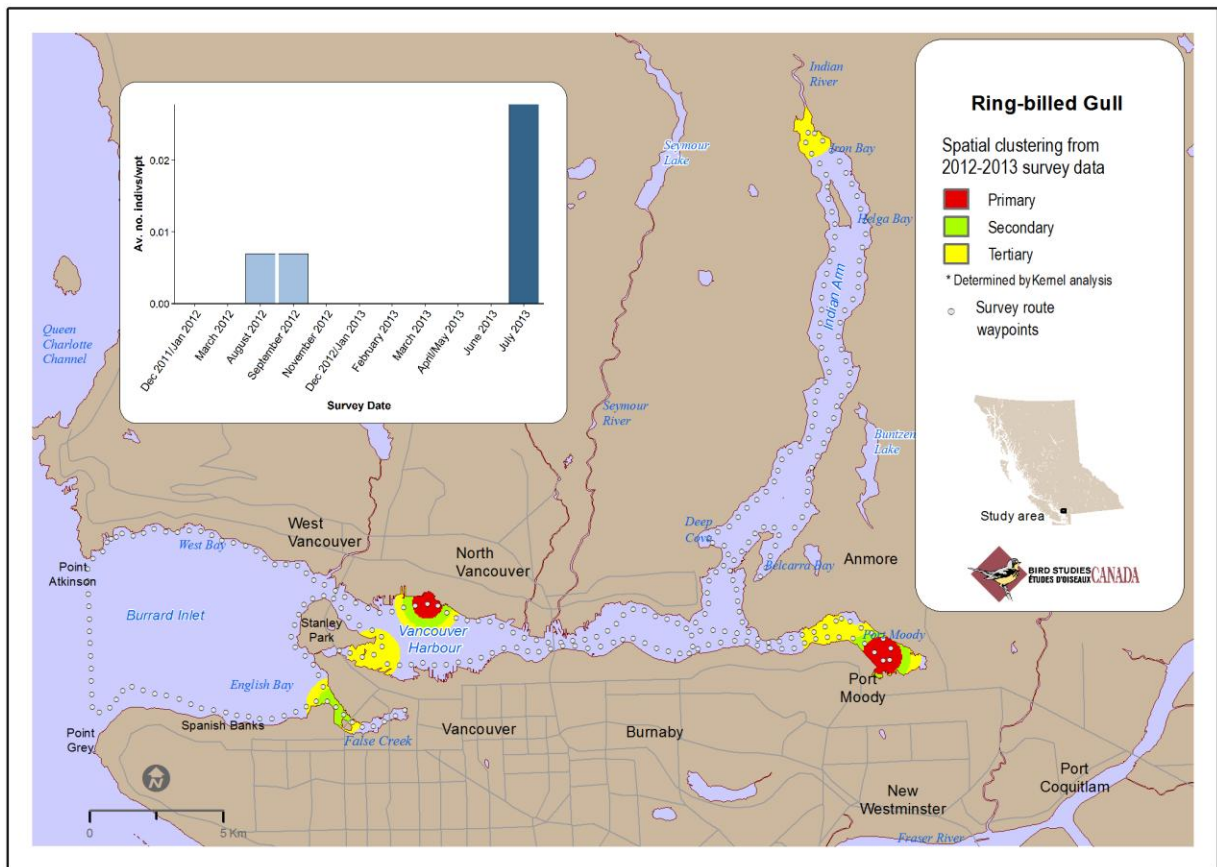 Ring-billed Gull
Spatial clustering from
2012-2013 survey data
Primary
Secondary
Tertiary
* Determined by Kernel analysis
Survey route
waypoints
Study area
BIRD STUDIES
ÉTUDES D'OISEAUX CANADA
Av. no. indivs/wpt
0.02
0.01
0.00
Dec 2011/Jan 2012
March 2012
August 2012
September 2012
November 2012
Dec 2012/Jan 2013
February 2013
March 2013
April/May 2013
June 2013
July 2013
Survey Date
Indian
River
Iron Bay
Helga Bay
Indian Arm
Seymour
Lake
Seymour
River
Buntzen
Lake
Queen
Charlotte
Channel
Deep
Cove
Belcarra Bay
Anmore
West
Vancouver
West Bay
North
Vancouver
Point
Atkinson
Burrard Inlet
Stanley
Park
Vancouver
Harbour
Port Moody
Port
Moody
English Bay
Spanish Banks
Point
Grey
False Creek
Vancouver
Burnaby
New
Westminster
Port
Coquitlam
Fraser River
N
0
5 Km